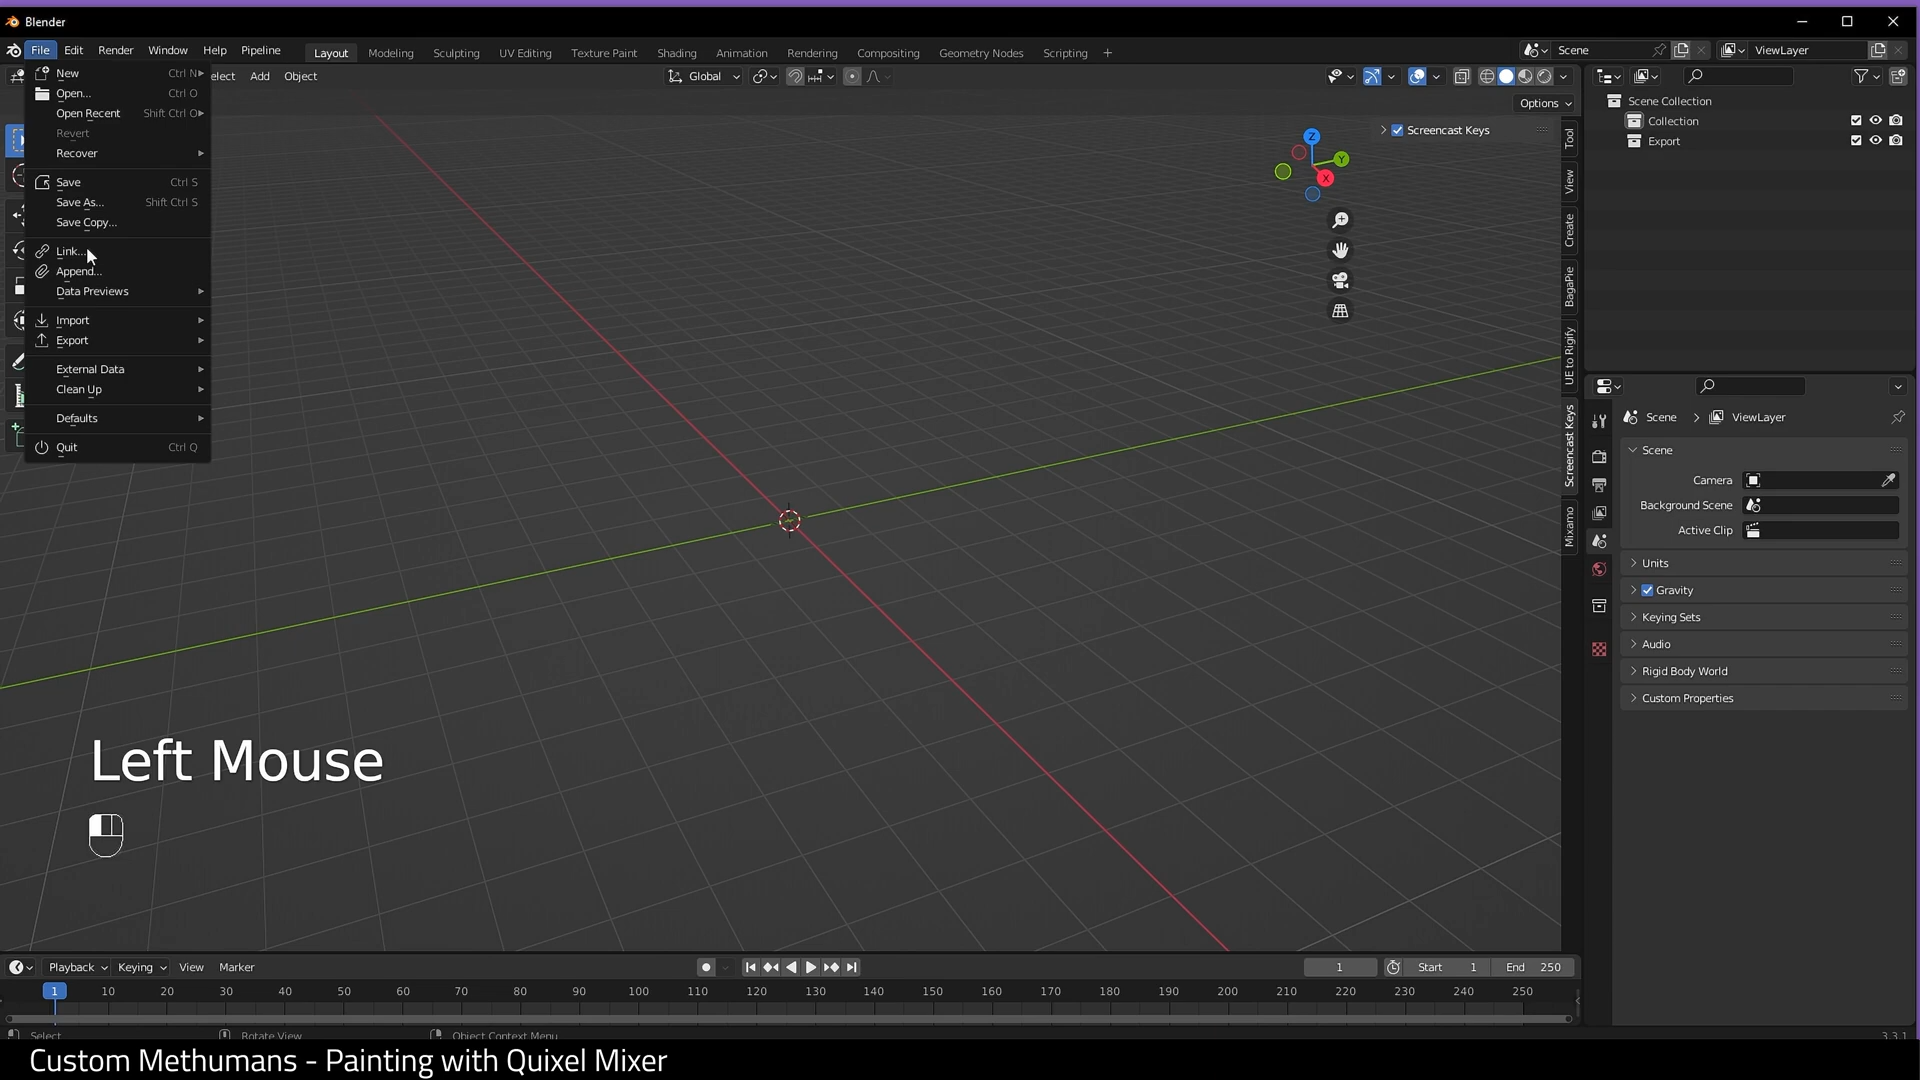 Blender
File Edit Render Window Help Pipeline Layout Modeling Sculpting UV Editing Texture Paint Shading Animation Rendering Compositing Geometry Nodes Scripting + Scene ViewLayer
New Ctrl N
Open... Ctrl O
Open Recent Shift Ctrl O
Revert
Recover
Save Ctrl S
Save As... Shift Ctrl S
Save Copy...
Link...
Append...
Data Previews
Import
Export
External Data
Clean Up
Defaults
Quit Ctrl Q
elect Add Object Global
Options
Screencast Keys
Z
Y
X
Tool
View
Create
BagaPie
UE to Rigify
Screencast Keys
Mixamo
Scene Collection
Collection
Export
Scene ViewLayer
Scene
Camera
Background Scene
Active Clip
Units
Gravity
Keying Sets
Audio
Rigid Body World
Custom Properties
Left Mouse
Playback Keying View Marker 1 Start 1 End 250
1 10 20 30 40 50 60 70 80 90 100 110 120 130 140 150 160 170 180 190 200 210 220 230 240 250
Select Rotate View Object Context Menu 3.3.1
Custom Methumans - Painting with Quixel Mixer